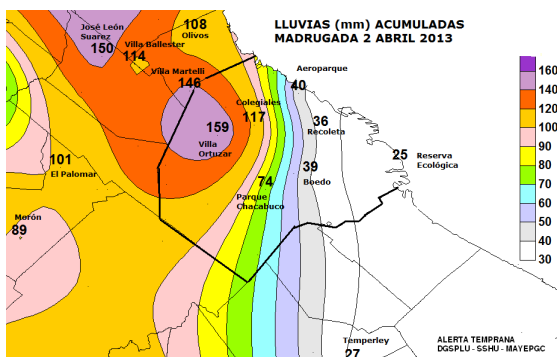 LLUVIAS (mm) ACUMULADAS
MADRUGADA 2 ABRIL 2013
José León
Suarez
150
108
Olivos
Villa Ballester
114
Villa Martelli
146
Aeroparque
40
Colegiales
117
36
Recoleta
159
Villa
Ortuzar
25
Reserva
Ecológica
101
El Palomar
39
Boedo
74
Parque
Chacabuco
Morón
89
Temperley
27
160
140
120
100
90
80
70
60
50
40
30
ALERTA TEMPRANA
DGSPLU - SSHU - MAYEPGC